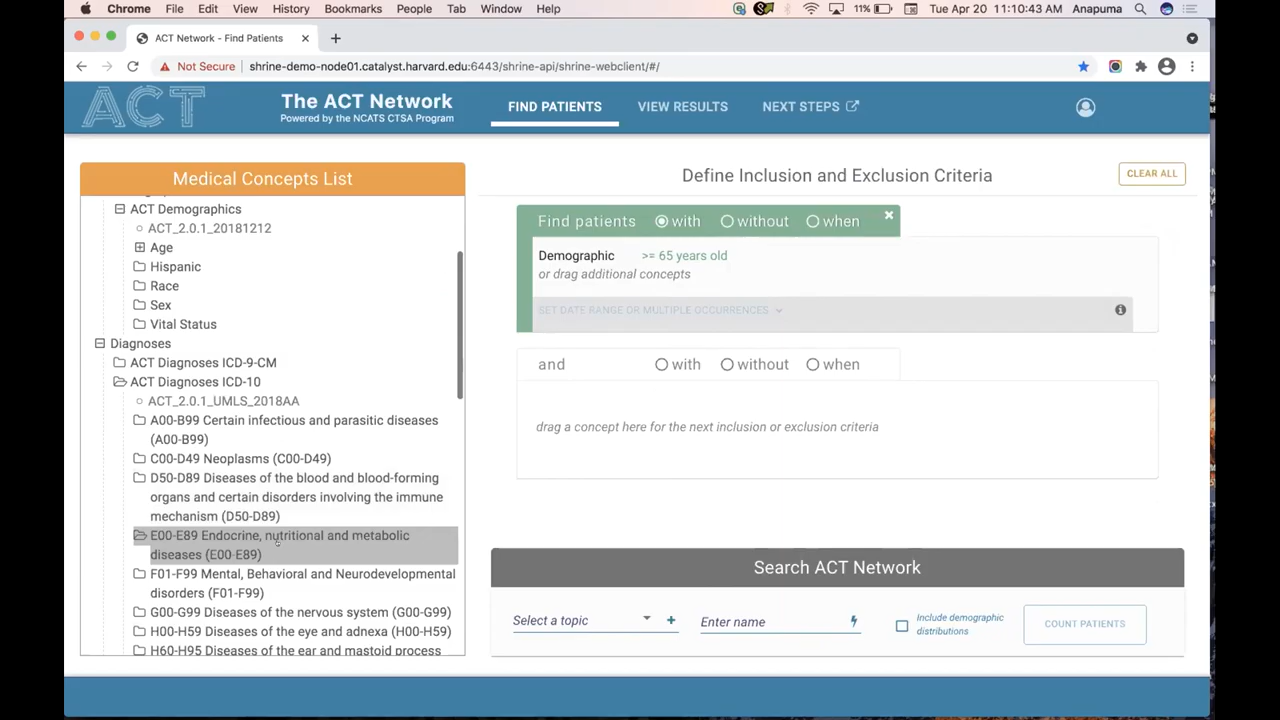 Chrome File Edit View History Bookmarks People Tab Window Help 11% Tue Apr 20 11:10:43 AM Anapuma
ACT Network - Find Patients
Not Secure shrine-demo-node01.catalyst.harvard.edu:6443/shrine-api/shrine-webclient/#/
ACT
The ACT Network
Powered by the NCATS CTSA Program
FIND PATIENTS VIEW RESULTS NEXT STEPS
Medical Concepts List
ACT Demographics
ACT_2.0.1_20181212
Age
Hispanic
Race
Sex
Vital Status
Diagnoses
ACT Diagnoses ICD-9-CM
ACT Diagnoses ICD-10
ACT_2.0.1_UMLS_2018AA
A00-B99 Certain infectious and parasitic diseases
(A00-B99)
C00-D49 Neoplasms (C00-D49)
D50-D89 Diseases of the blood and blood-forming
organs and certain disorders involving the immune
mechanism (D50-D89)
E00-E89 Endocrine, nutritional and metabolic
diseases (E00-E89)
F01-F99 Mental, Behavioral and Neurodevelopmental
disorders (F01-F99)
G00-G99 Diseases of the nervous system (G00-G99)
H00-H59 Diseases of the eye and adnexa (H00-H59)
H60-H95 Diseases of the ear and mastoid process
Define Inclusion and Exclusion Criteria
CLEAR ALL
Find patients with without when
Demographic >= 65 years old
or drag additional concepts
SET DATE RANGE OR MULTIPLE OCCURRENCES
and with without when
drag a concept here for the next inclusion or exclusion criteria
Search ACT Network
Select a topic
Enter name
Include demographic
distributions
COUNT PATIENTS